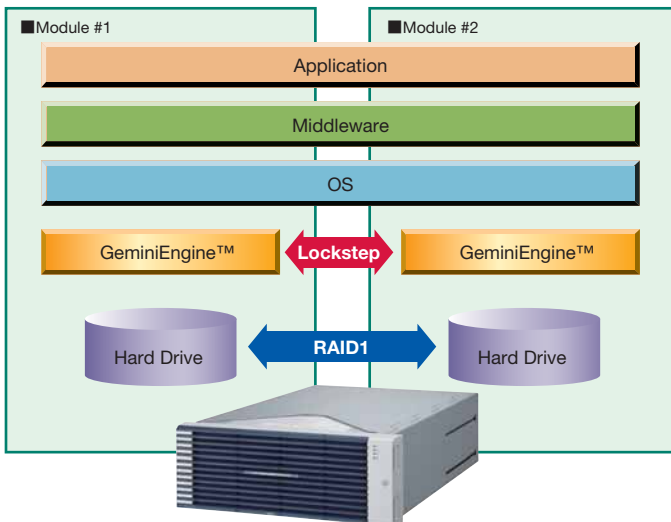 ■Module #1
■Module #2
Application
Middleware
OS
GeminiEngine™
Lockstep
GeminiEngine™
Hard Drive
RAID1
Hard Drive